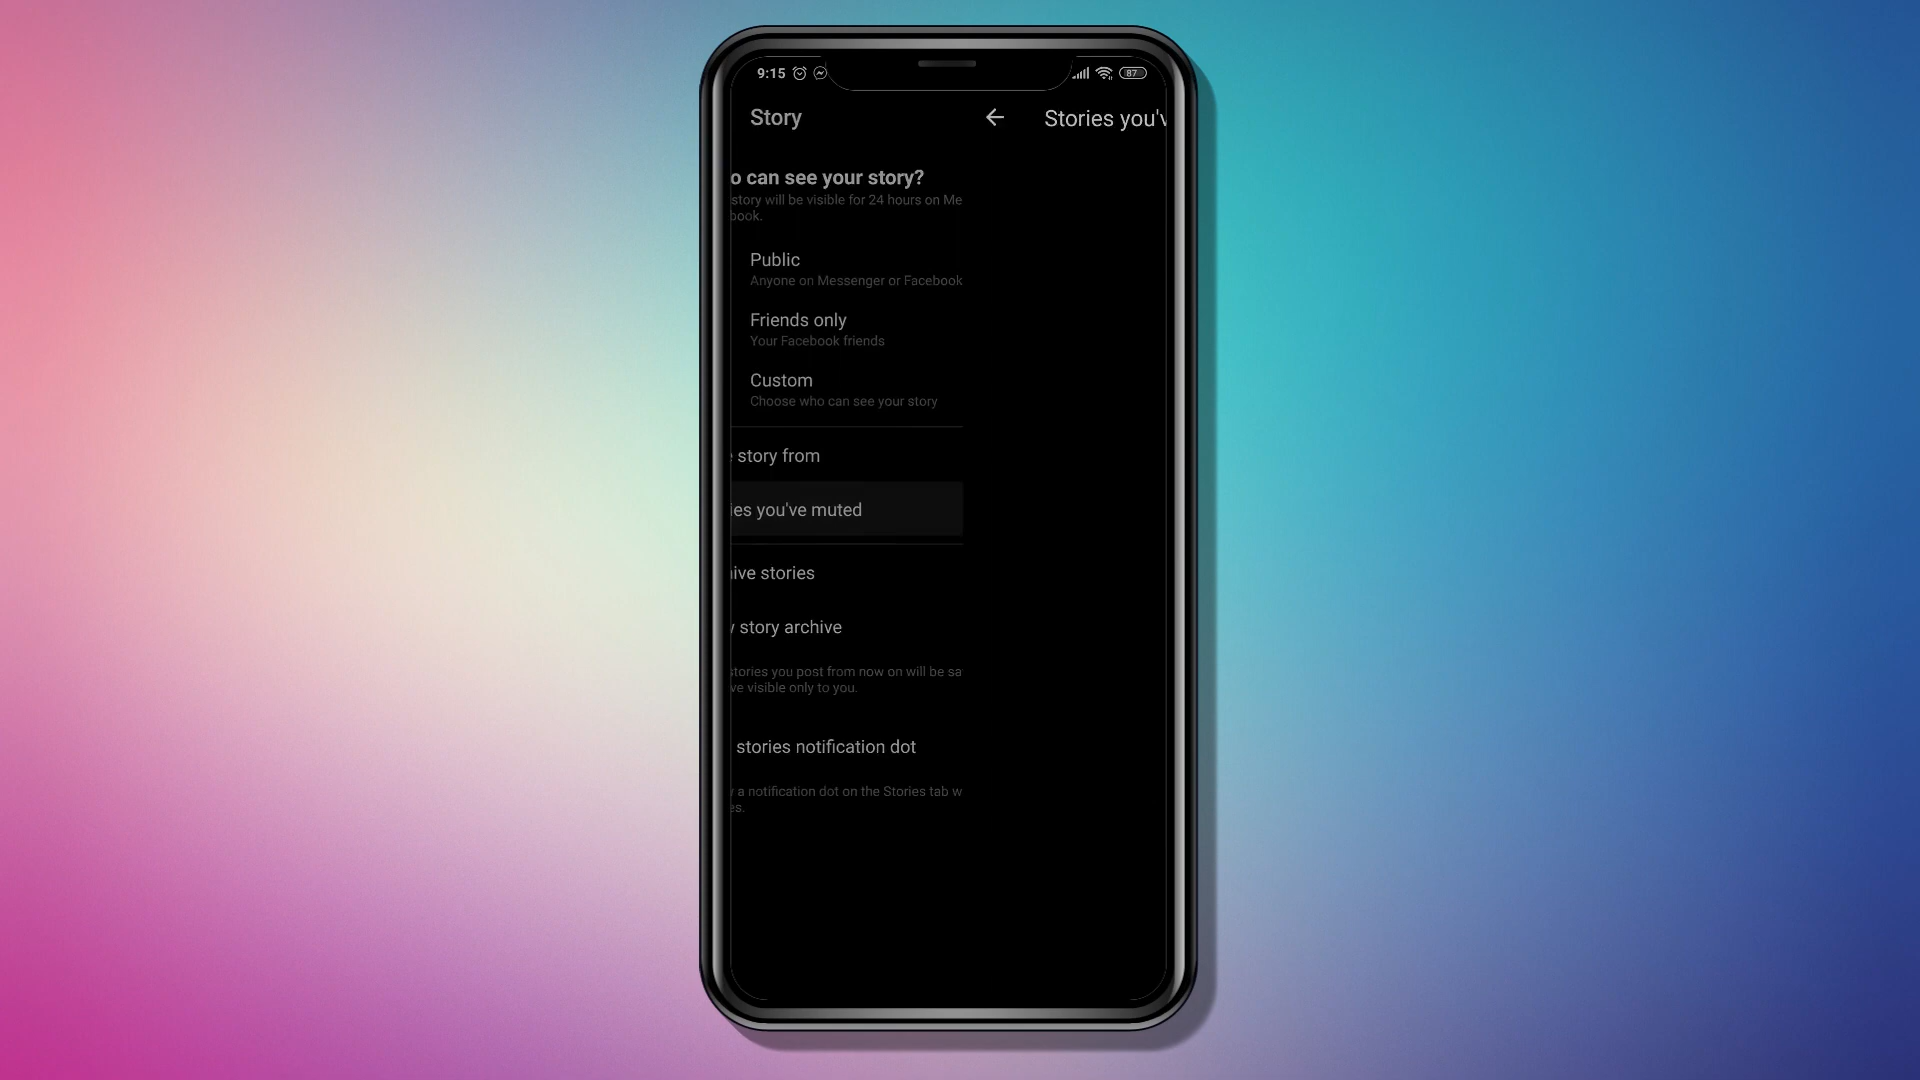 9:15
87
Story
Stories you'v
o can see your story?
story will be visible for 24 hours on Me
book.
Public
Anyone on Messenger or Facebook
Friends only
Your Facebook friends
Custom
Choose who can see your story
story from
ies you've muted
ive stories
story archive
stories you post from now on will be sa
ve visible only to you.
stories notification dot
a notification dot on the Stories tab w
es.